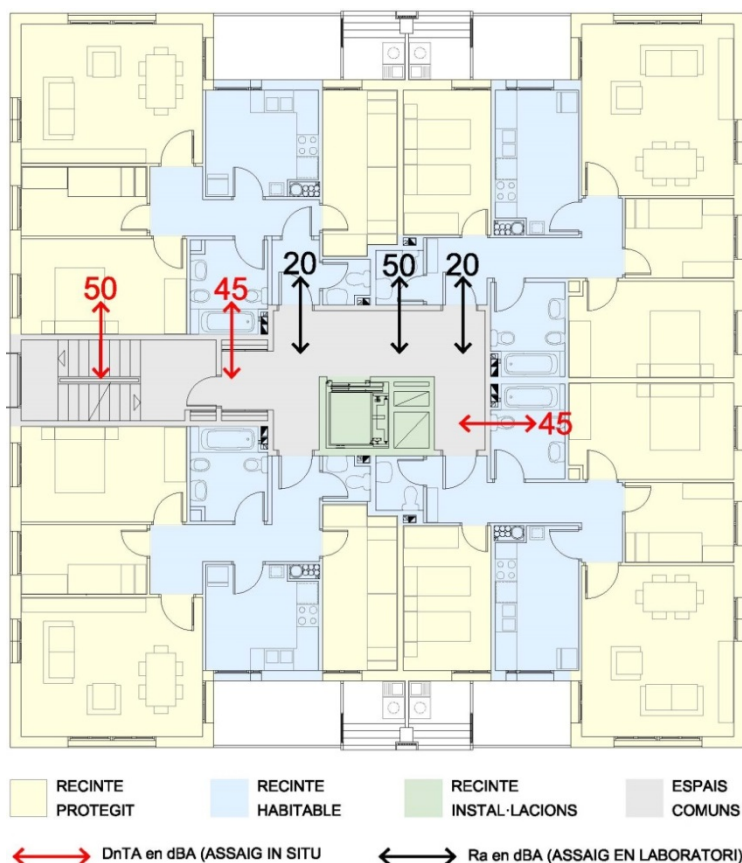 20
50
20
50
45
45
RECINTE PROTEGIT
RECINTE HABITABLE
RECINTE INSTAL·LACIONS
ESPAIS COMUNS
DnTA en dBA (ASSAIG IN SITU
Ra en dBA (ASSAIG EN LABORATORI)